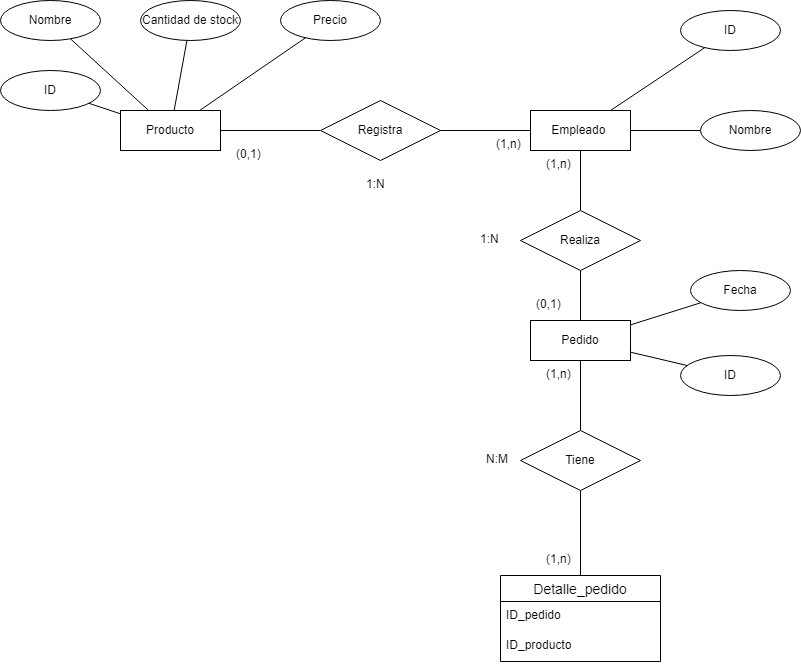 Nombre
Cantidad de stock
Precio
ID
ID
Producto
Registra
Empleado
Nombre
(0,1)
(1,n)
(1,n)
1:N
1:N
Realiza
(0,1)
Fecha
Pedido
(1,n)
ID
N:M
Tiene
(1,n)
Detalle_pedido
ID_pedido
ID_producto